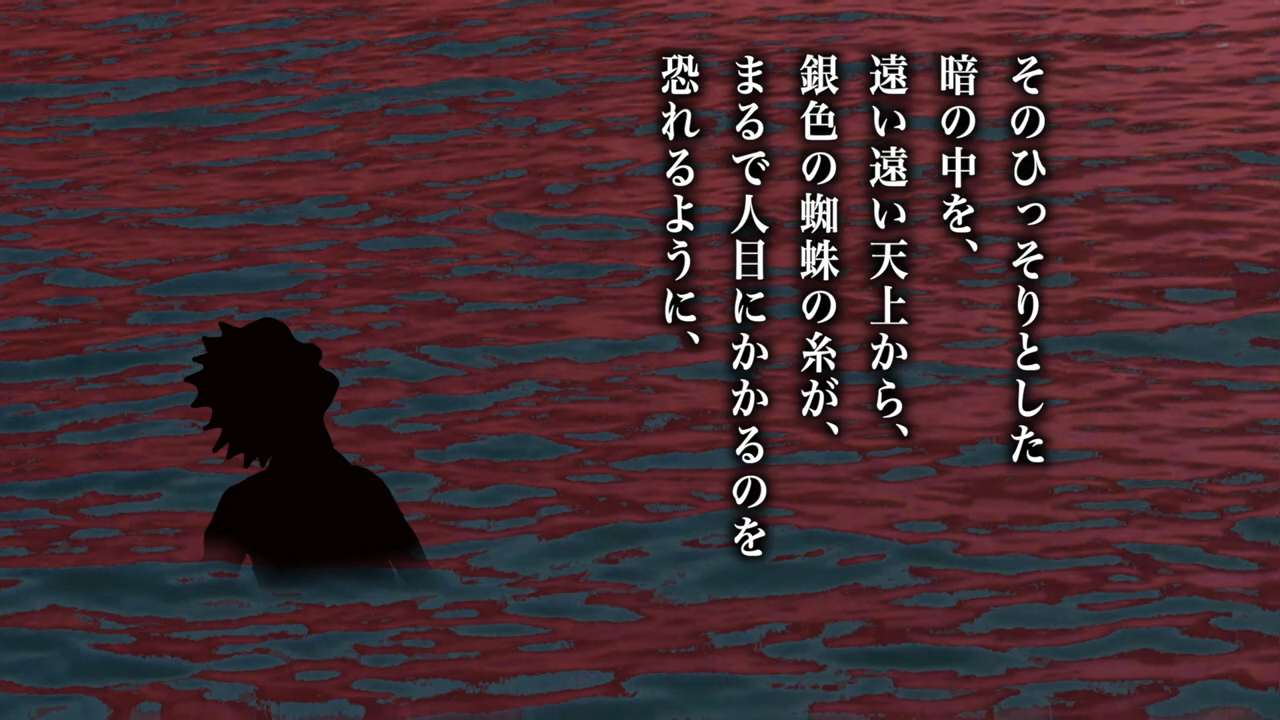 そのひっそりとした
暗の中を、
遠い遠い天上から、
銀色の蜘蛛の糸が、
まるで人目にかかるのを
恐れるように、